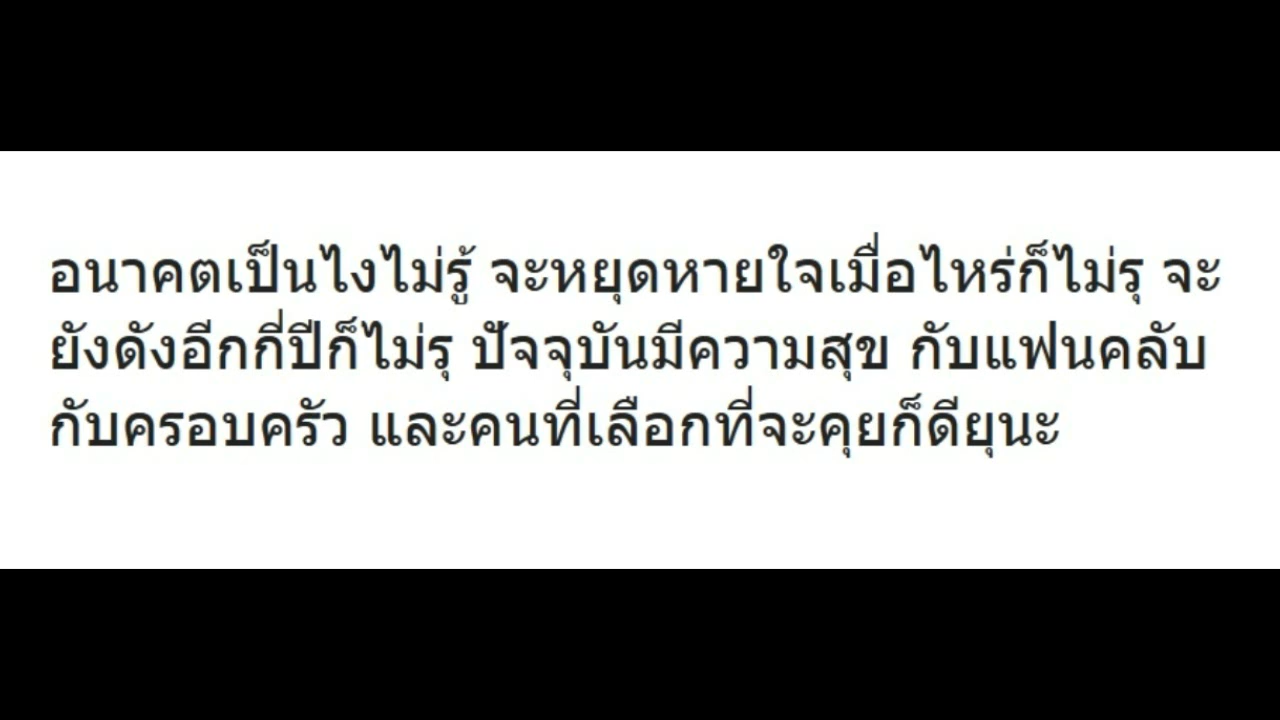 อนาคตเป็นไงไม่รู้ จะหยุดหายใจเมื่อไหร่ก็ไม่รุ จะ
ยังดังอีกกี่ปีก็ไม่รุ ปัจจุบันมีความสุข กับแฟนคลับ
กับครอบครัว และคนที่เลือกที่จะคุยก็ดียุนะ